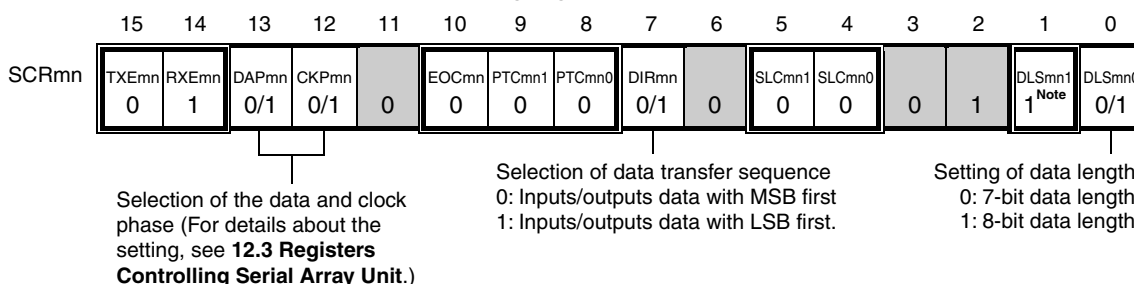 15 14 13 12 11 10 9 8 7 6 5 4 3 2 1 0
SCRmn TXEmn RXEmn DAPmn CKPmn EOCmn PTCmn1 PTCmn0 DIRmn SLCmn1 SLCmn0 DLSmn1 DLSmn0
0 1 0/1 0/1 0 0 0 0 0/1 0 0 0 0 1 1 Note 0/1
Selection of data transfer sequence
0: Inputs/outputs data with MSB first
1: Inputs/outputs data with LSB first.
Setting of data length
0: 7-bit data length
1: 8-bit data length
Selection of the data and clock
phase (For details about the
setting, see 12.3 Registers
Controlling Serial Array Unit.)